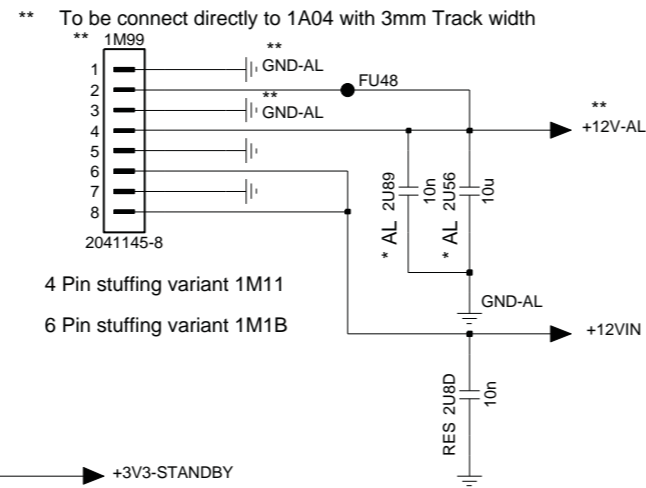 ** To be connect directly to 1A04 with 3mm Track width
** 1M99
1
2
3
4
5
6
7
8
2041145-8
**
GND-AL
**
GND-AL
FU48
**
+12V-AL
* AL 2U89
10n
* AL 2U56
10u
GND-AL
4 Pin stuffing variant 1M11
6 Pin stuffing variant 1M1B
+12VIN
RES 2U8D
10n
+3V3-STANDBY